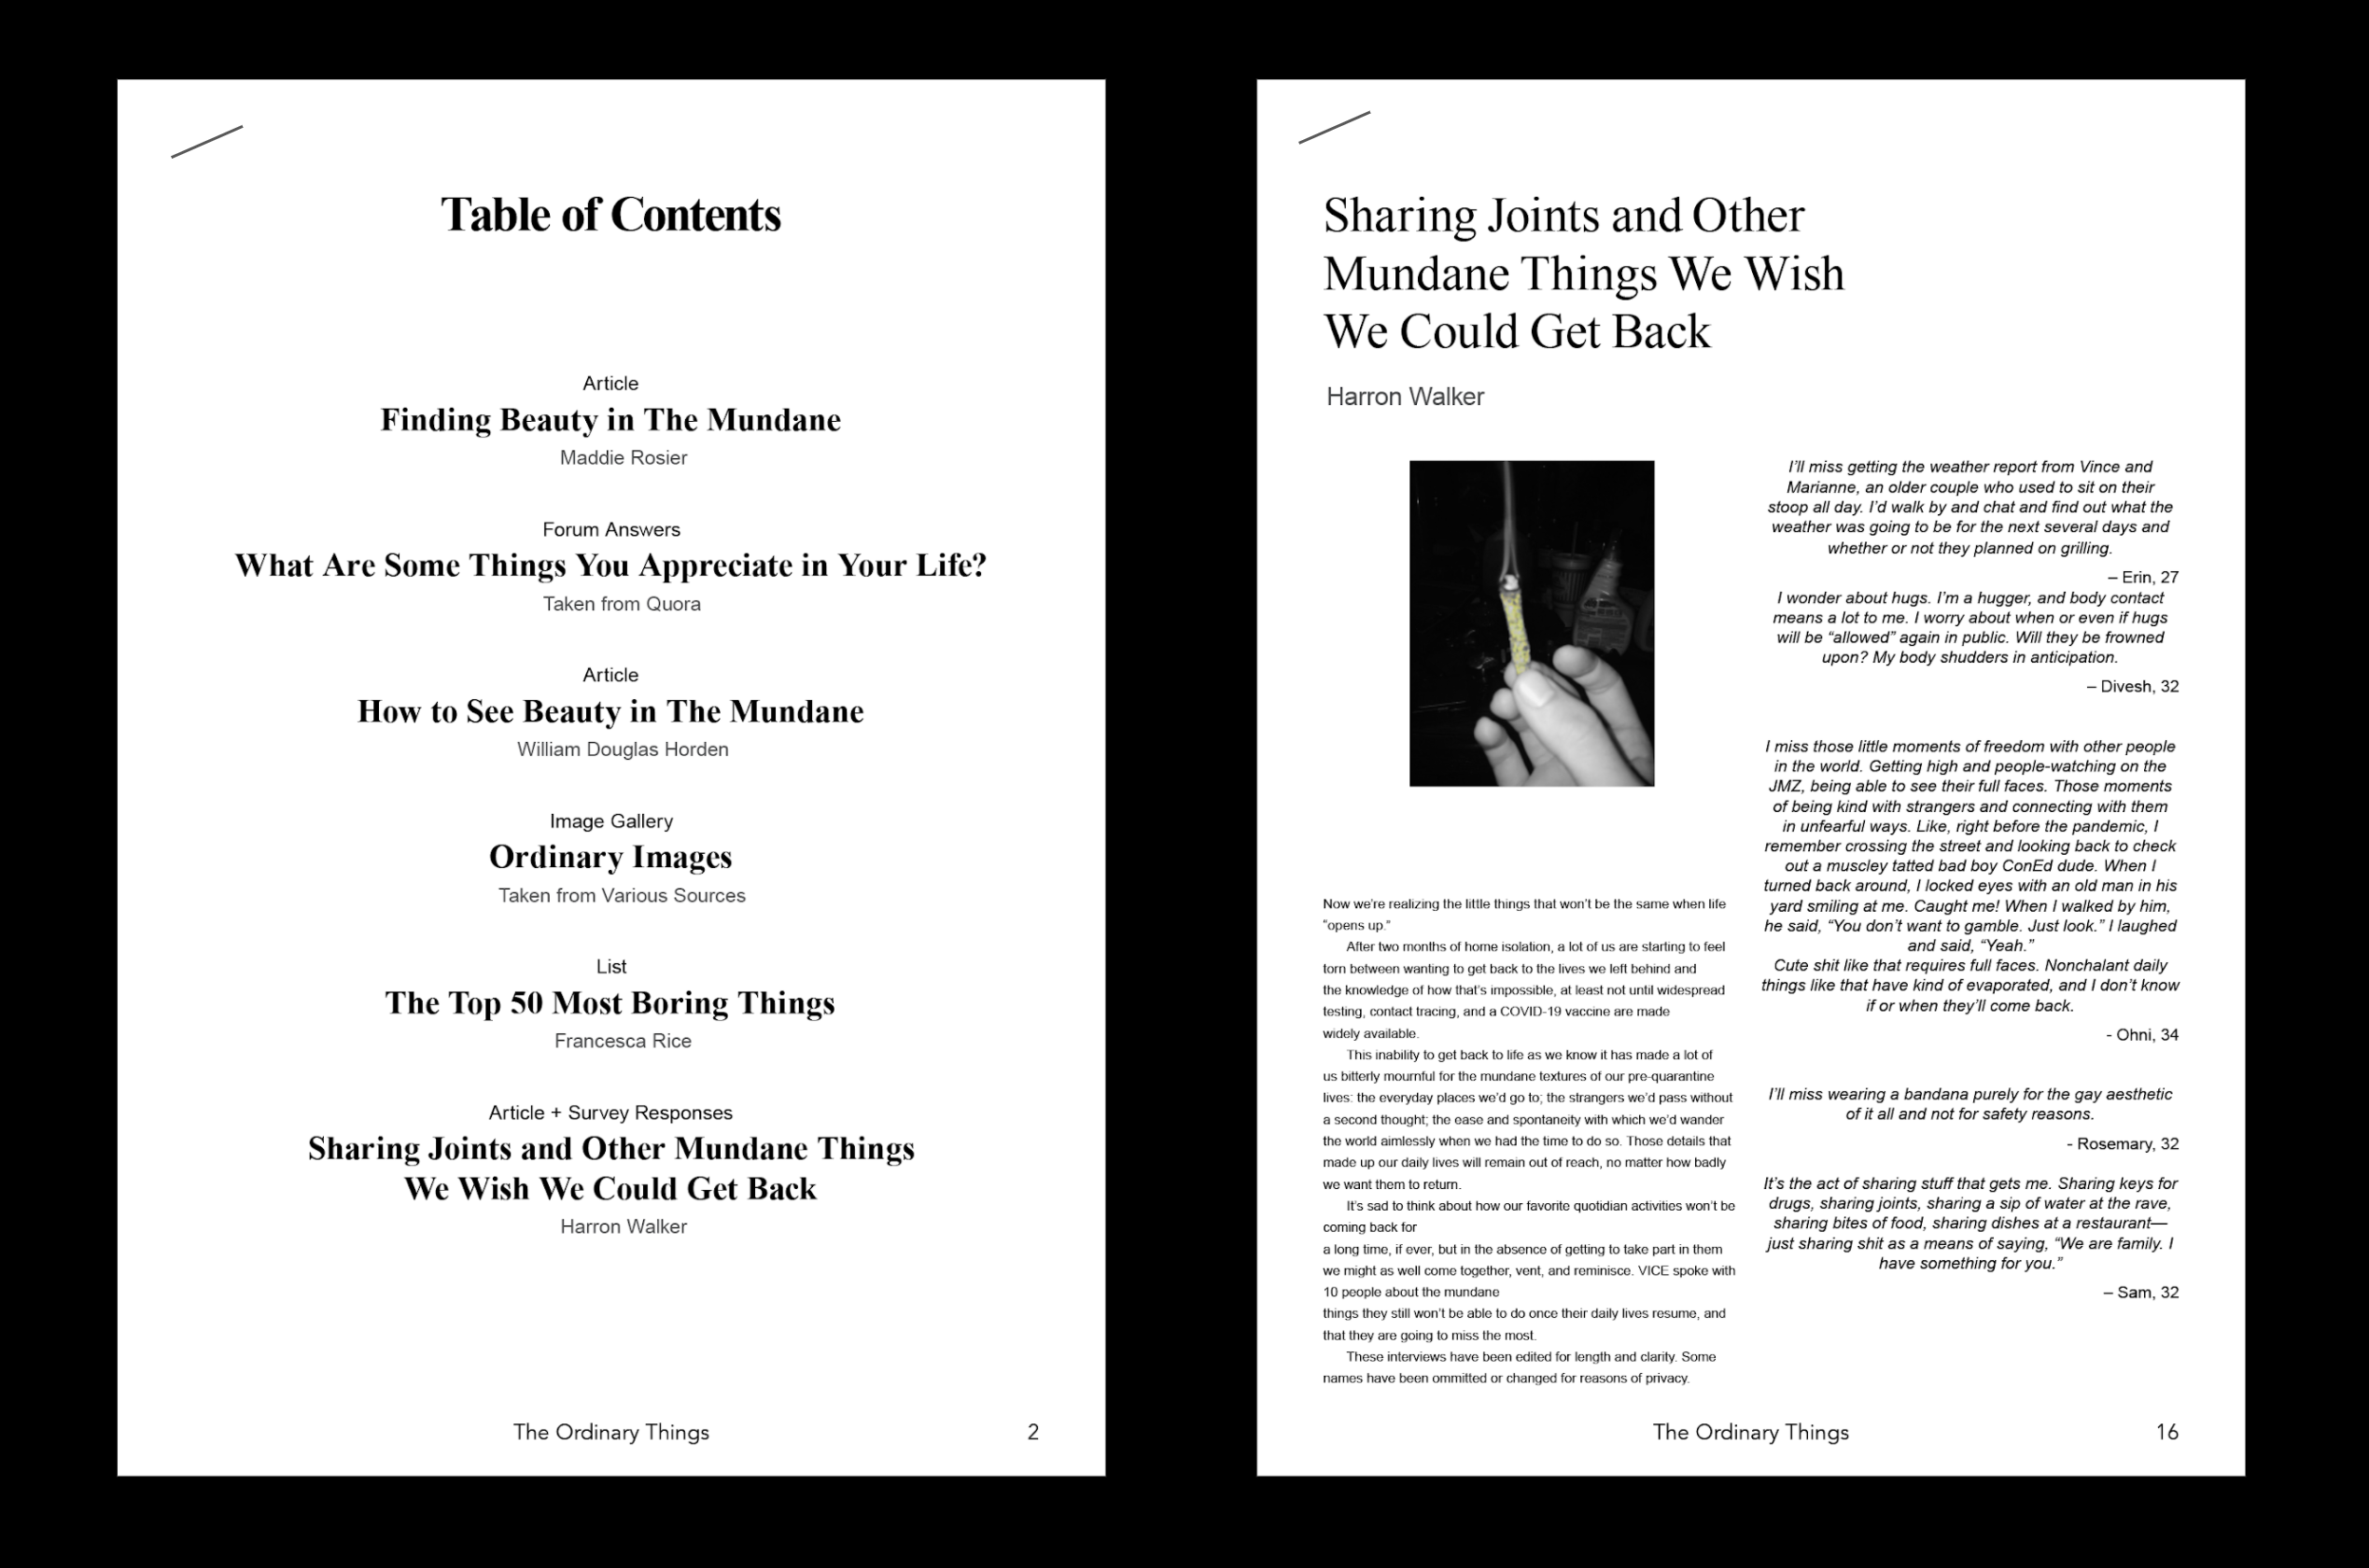 Table of Contents
Article
Finding Beauty in The Mundane
Maddie Rosier
Forum Answers
What Are Some Things You Appreciate in Your Life?
Taken from Quora
Article
How to See Beauty in The Mundane
William Douglas Horden
Image Gallery
Ordinary Images
Taken from Various Sources
List
The Top 50 Most Boring Things
Francesca Rice
Article + Survey Responses
Sharing Joints and Other Mundane Things
We Wish We Could Get Back
Harron Walker
The Ordinary Things
2
Sharing Joints and Other
Mundane Things We Wish
We Could Get Back
Harron Walker
Now we’re realizing the little things that won’t be the same when life
“opens up.”
After two months of home isolation, a lot of us are starting to feel
torn between wanting to get back to the lives we left behind and
the knowledge of how that’s impossible, at least not until widespread
testing, contact tracing, and a COVID-19 vaccine are made
widely available.
This inability to get back to life as we know it has made a lot of
us bitterly mournful for the mundane textures of our pre-quarantine
lives: the everyday places we’d go to; the strangers we’d pass without
a second thought; the ease and spontaneity with which we’d wander
the world aimlessly when we had the time to do so. Those details that
made up our daily lives will remain out of reach, no matter how badly
we want them to return.
It’s sad to think about how our favorite quotidian activities won’t be
coming back for
a long time, if ever, but in the absence of getting to take part in them
we might as well come together, vent, and reminisce. VICE spoke with
10 people about the mundane
things they still won’t be able to do once their daily lives resume, and
that they are going to miss the most.
These interviews have been edited for length and clarity. Some
names have been ommitted or changed for reasons of privacy.
I’ll miss getting the weather report from Vince and
Marianne, an older couple who used to sit on their
stoop all day. I’d walk by and chat and find out what the
weather was going to be for the next several days and
whether or not they planned on grilling.
– Erin, 27
I wonder about hugs. I’m a hugger, and body contact
means a lot to me. I worry about when or even if hugs
will be “allowed” again in public. Will they be frowned
upon? My body shudders in anticipation.
– Divesh, 32
I miss those little moments of freedom with other people
in the world. Getting high and people-watching on the
JMZ, being able to see their full faces. Those moments
of being kind with strangers and connecting with them
in unfearful ways. Like, right before the pandemic, I
remember crossing the street and looking back to check
out a muscley tatted bad boy ConEd dude. When I
turned back around, I locked eyes with an old man in his
yard smiling at me. Caught me! When I walked by him,
he said, “You don’t want to gamble. Just look.” I laughed
and said, “Yeah.”
Cute shit like that requires full faces. Nonchalant daily
things like that have kind of evaporated, and I don’t know
if or when they’ll come back.
- Ohni, 34
I’ll miss wearing a bandana purely for the gay aesthetic
of it all and not for safety reasons.
- Rosemary, 32
It’s the act of sharing stuff that gets me. Sharing keys for
drugs, sharing joints, sharing a sip of water at the rave,
sharing bites of food, sharing dishes at a restaurant—
just sharing shit as a means of saying, “We are family. I
have something for you.”
– Sam, 32
The Ordinary Things
16